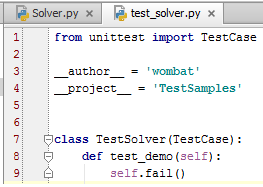 Solver.py test_solver.py
1 from unittest import TestCase
2
3 __author__ = 'wombat'
4 __project__ = 'TestSamples'
5
6
7 class TestSolver(TestCase):
8 def test_demo(self):
9 self.fail()